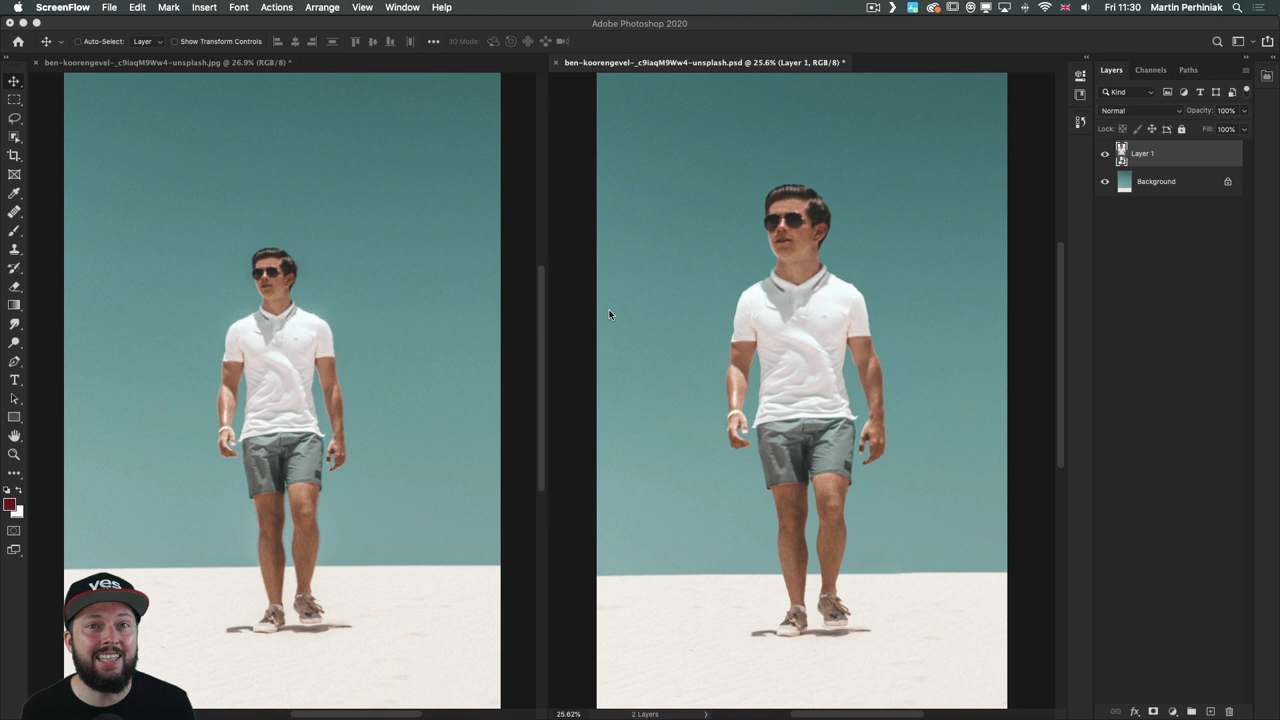 ScreenFlow File Edit Mark Insert Font Actions Arrange View Window Help Fri 11:30 Martin Perhiniak
Adobe Photoshop 2020
Auto-Select: Layer Show Transform Controls 3D Mode:
ben-koorengevel-_c9iaqM9Ww4-unsplash.jpg @ 26.9% (RGB/8) *
ben-koorengevel-_c9iaqM9Ww4-unsplash.psd @ 25.6% (Layer 1, RGB/8) *
Layers Channels Paths
Kind
Normal Opacity: 100%
Lock: Fill: 100%
Layer 1
Background
yes
25.62% 2 Layers